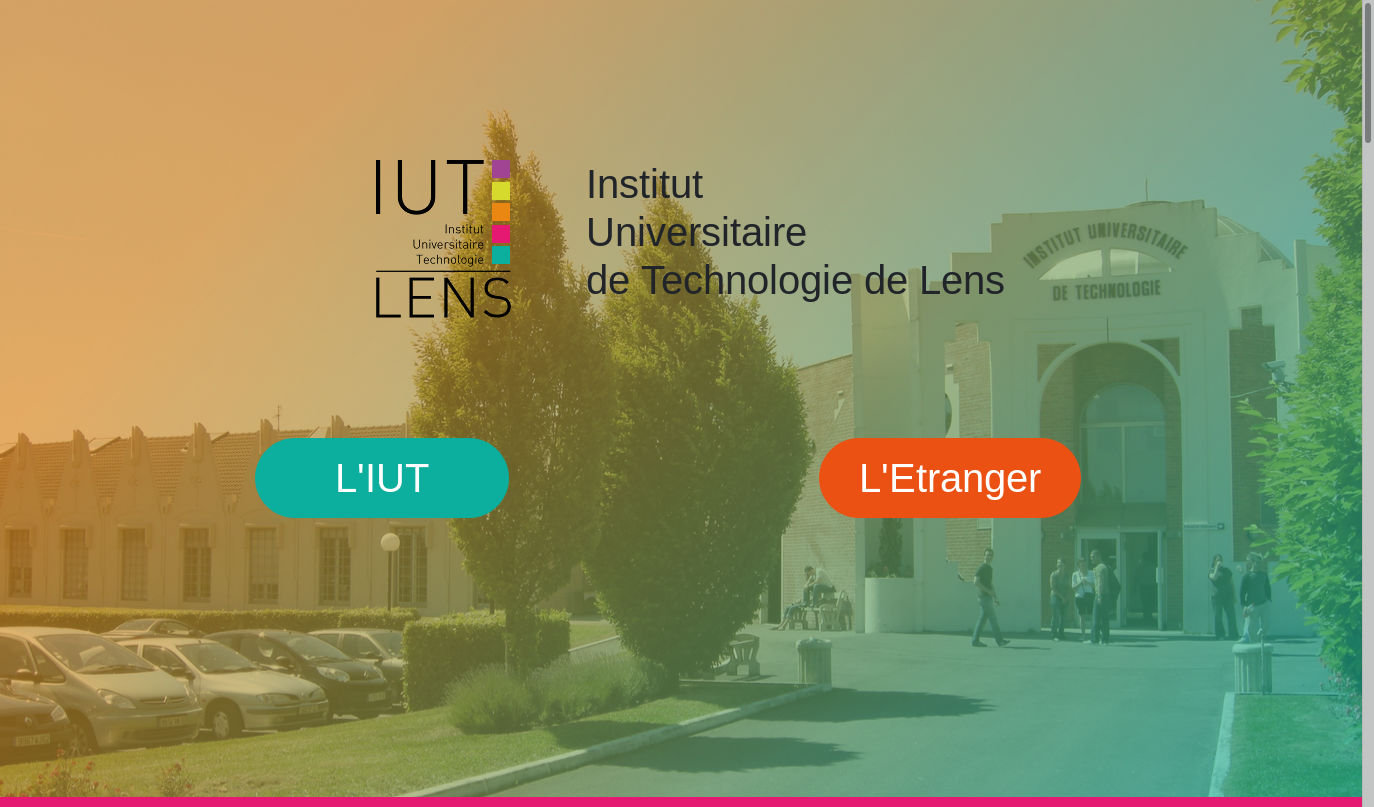 IUT
Institut
Universitaire
Technologie
LENS
Institut
Universitaire
de Technologie de Lens
INSTITUT UNIVERSITAIRE
DE TECHNOLOGIE
L'IUT
L'Etranger